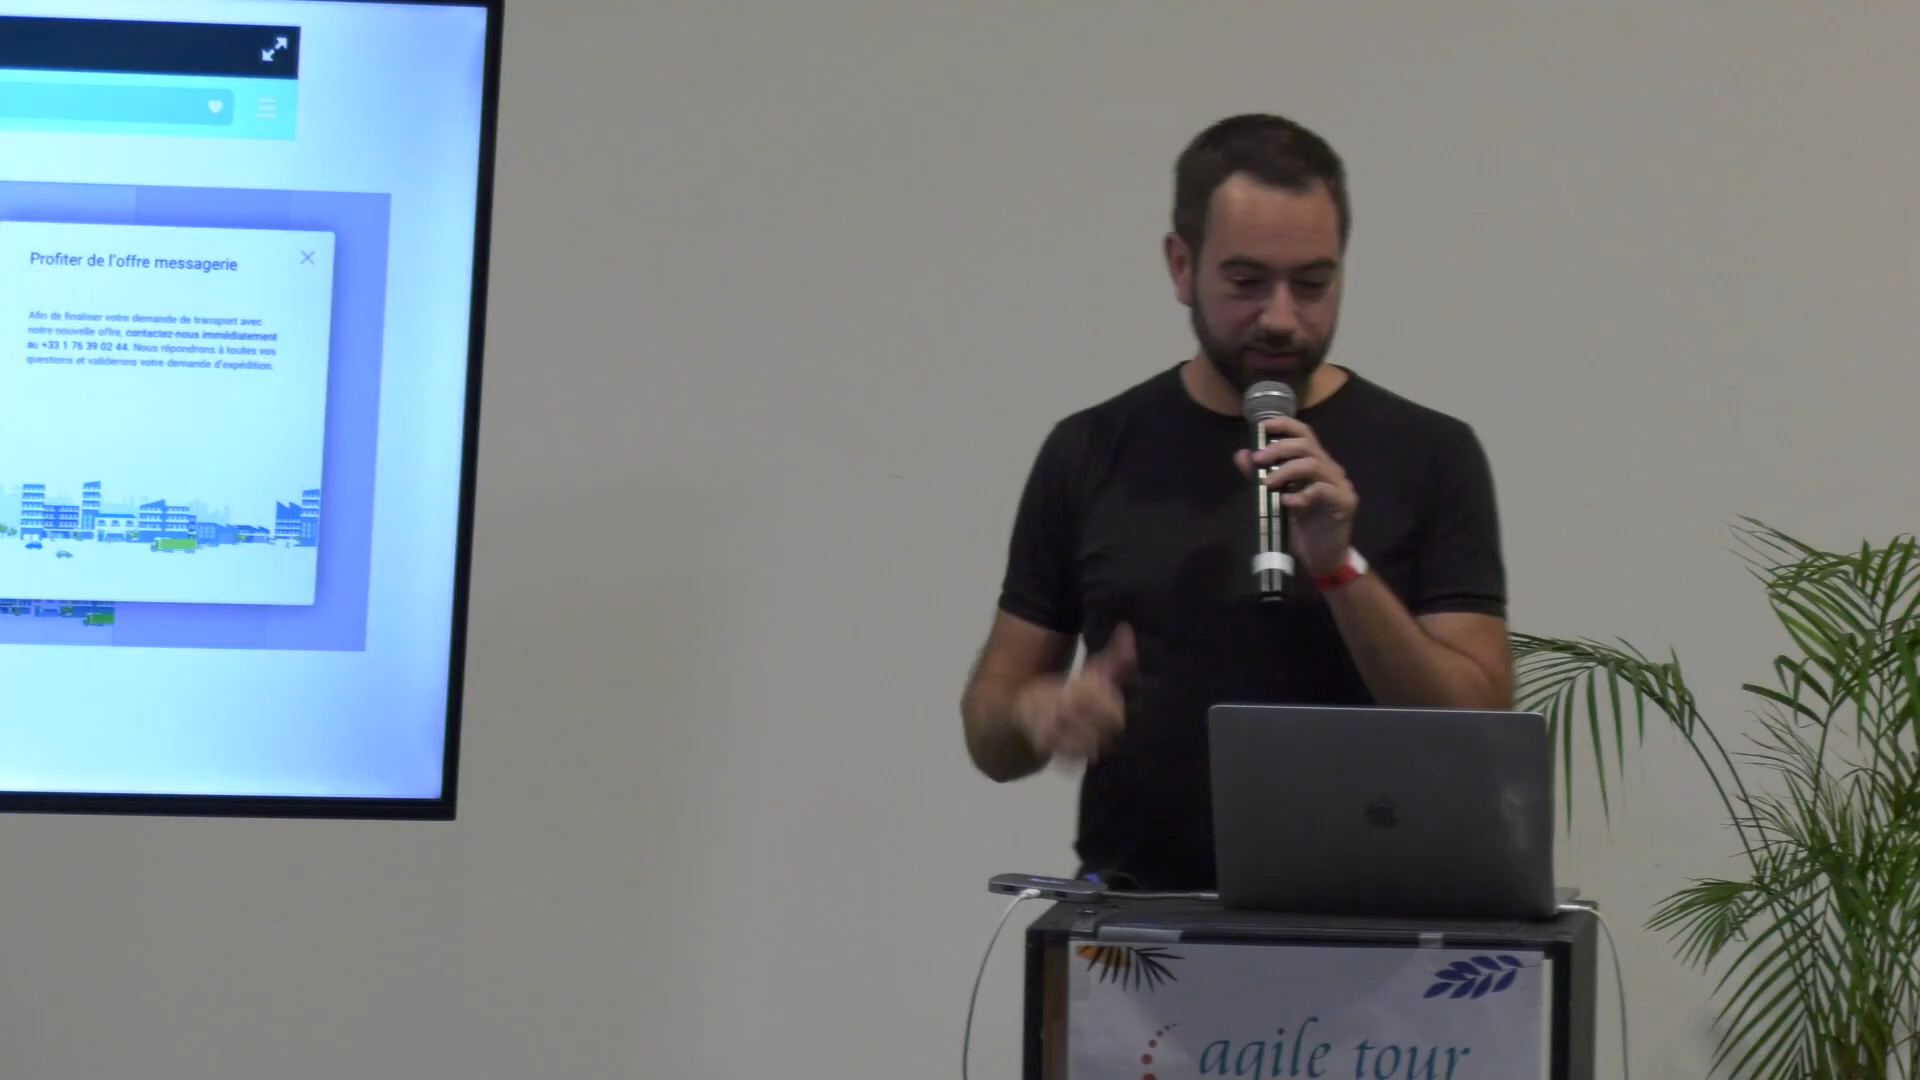 Profiter de l'offre messagerie
Afin de finaliser votre demande de transport avec
notre nouvelle offre, contactez-nous immédiatement
au +33 1 76 39 02 44. Nous répondrons à toutes vos
questions et validerons votre demande d'expédition.
agile tour